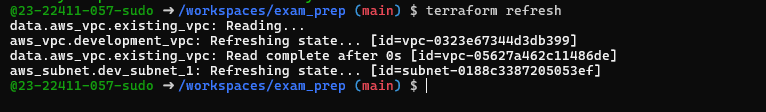 @23-22411-057-sudo ➜ /workspaces/exam_prep (main) $ terraform refresh
data.aws_vpc.existing_vpc: Reading...
aws_vpc.development_vpc: Refreshing state... [id=vpc-0323e67344d3db399]
data.aws_vpc.existing_vpc: Read complete after 0s [id=vpc-05627a462c11486de]
aws_subnet.dev_subnet_1: Refreshing state... [id=subnet-0188c3387205053ef]
@23-22411-057-sudo ➜ /workspaces/exam_prep (main) $